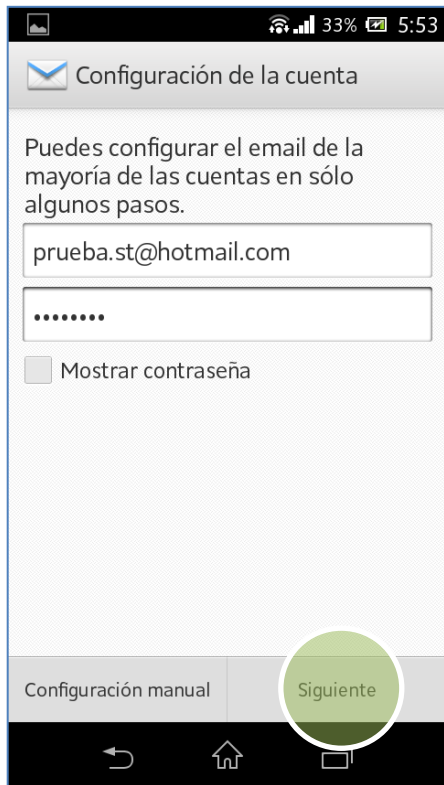 33% 5:53
Configuración de la cuenta
Puedes configurar el email de la
mayoría de las cuentas en sólo
algunos pasos.
prueba.st@hotmail.com
••••••••
Mostrar contraseña
Configuración manual Siguiente